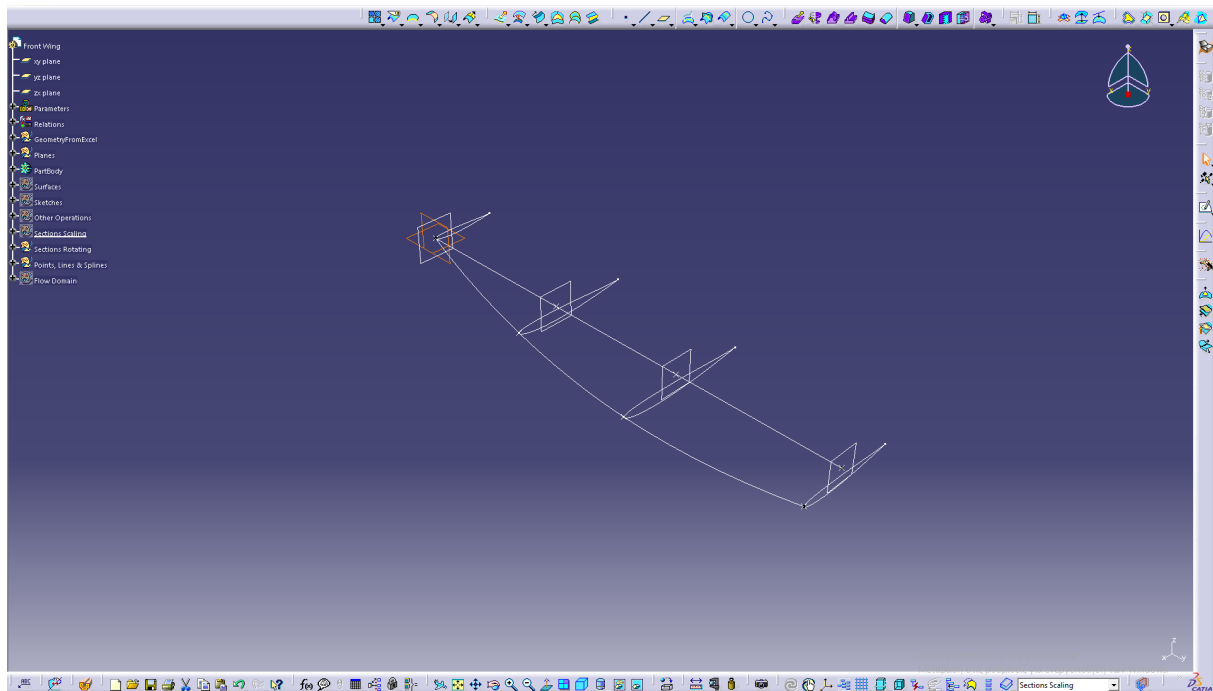 Front Wing
xy plane
yz plane
zx plane
Parameters
Relations
GeometryFromExcel
Planes
PartBody
Surfaces
Sketches
Other Operations
Sections Scaling
Sections Rotating
Points, Lines & Splines
Flow Domain
z
x
y
f(x)
Sections Scaling
CATIA